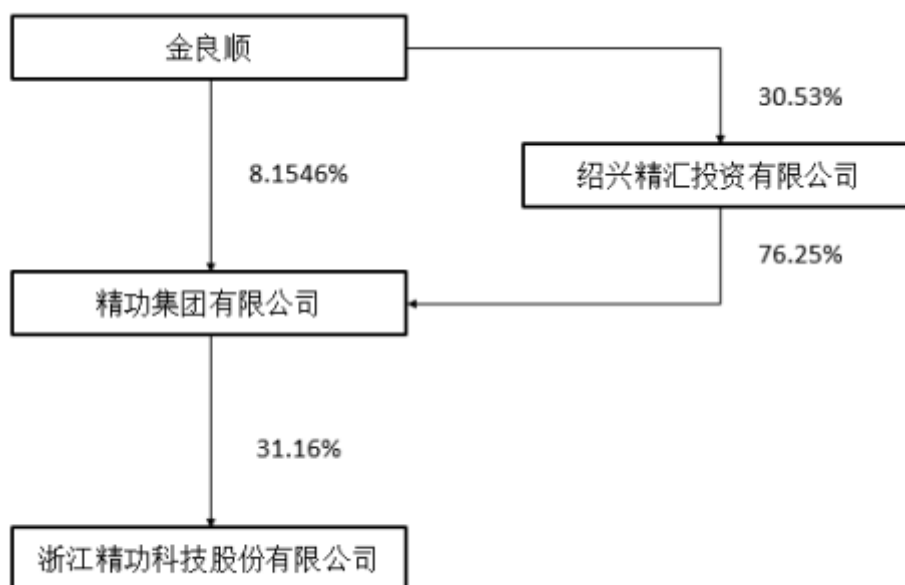 金良顺
30.53%
8.1546%
绍兴精汇投资有限公司
76.25%
精功集团有限公司
31.16%
浙江精功科技股份有限公司